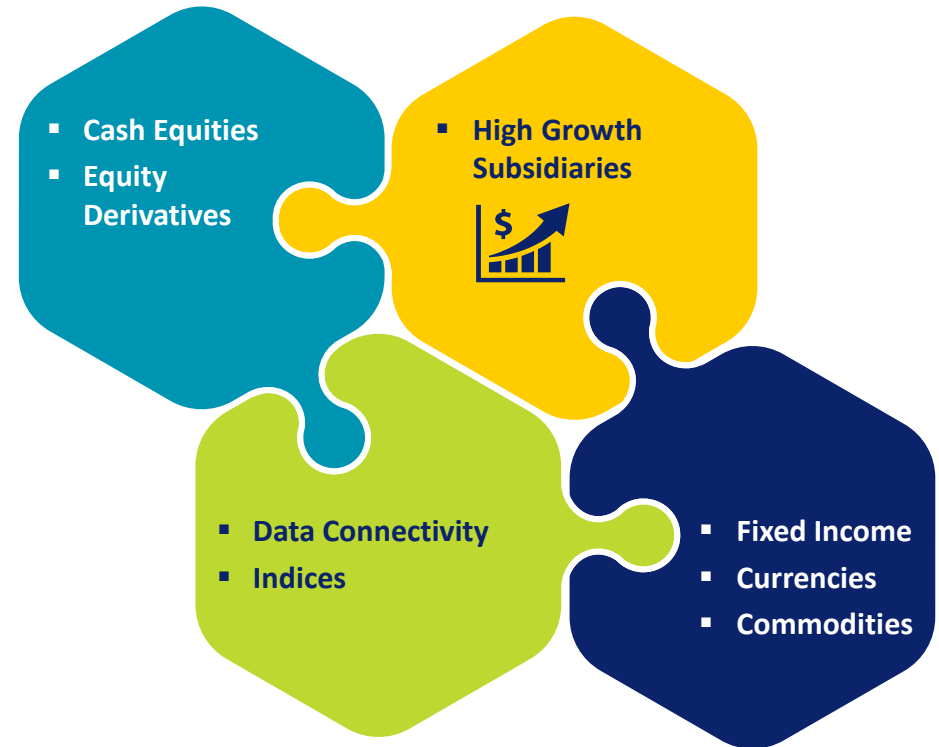 ▪ Cash Equities
▪ Equity
Derivatives
▪ High Growth
Subsidiaries
$
▪ Data Connectivity
▪ Indices
▪ Fixed Income
▪ Currencies
▪ Commodities